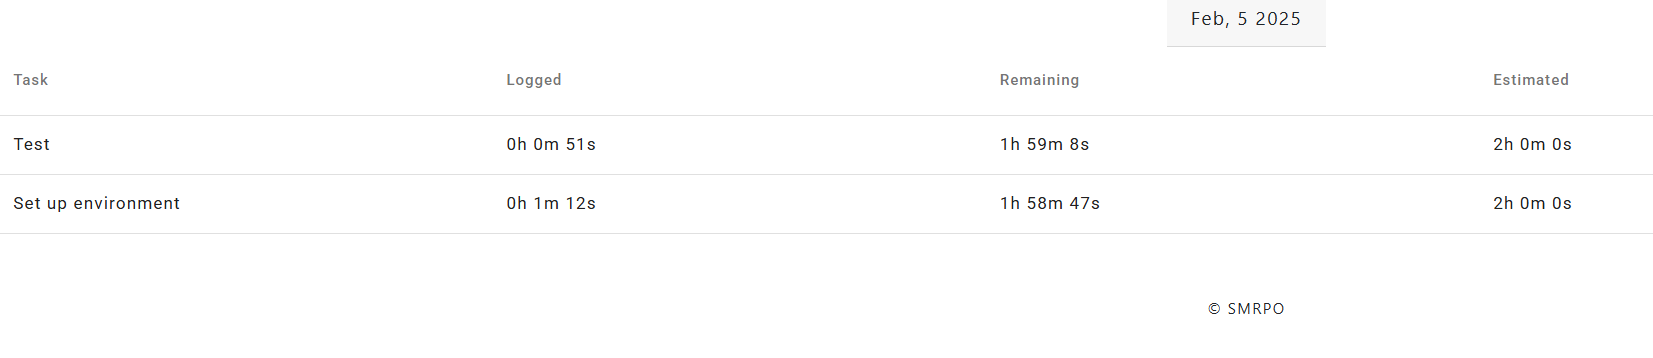 Feb, 5 2025
Task Logged Remaining Estimated
Test 0h 0m 51s 1h 59m 8s 2h 0m 0s
Set up environment 0h 1m 12s 1h 58m 47s 2h 0m 0s
© SMRPO